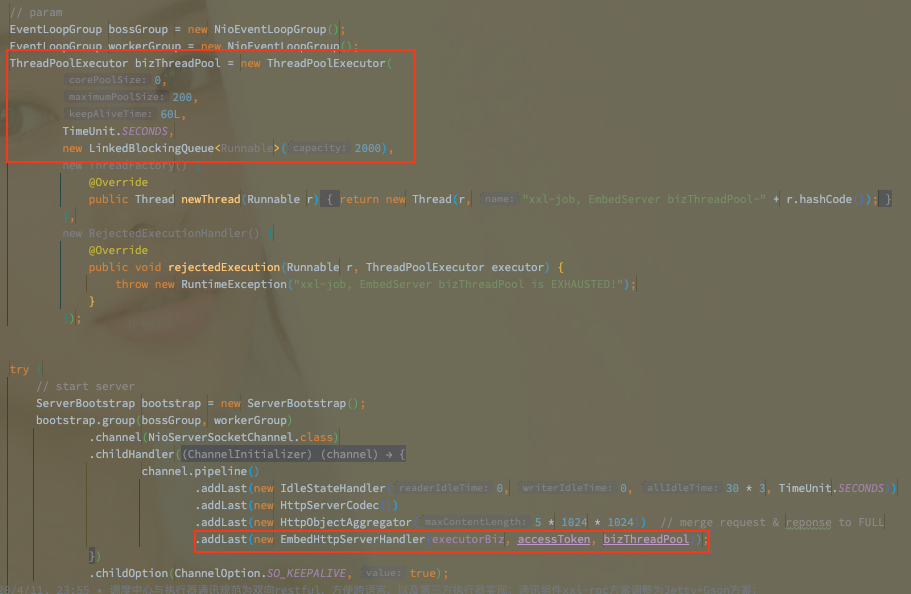 // param
EventLoopGroup bossGroup = new NioEventLoopGroup();
EventLoopGroup workerGroup = new NioEventLoopGroup();
ThreadPoolExecutor bizThreadPool = new ThreadPoolExecutor(
corePoolSize: 0,
maximumPoolSize: 200,
keepAliveTime: 60L,
TimeUnit.SECONDS,
new LinkedBlockingQueue<Runnable>( capacity: 2000),
new ThreadFactory() {
@Override
public Thread newThread(Runnable r) { return new Thread(r, name: "xxl-job, EmbedServer bizThreadPool-" + r.hashCode()); }
},
new RejectedExecutionHandler() {
@Override
public void rejectedExecution(Runnable r, ThreadPoolExecutor executor) {
throw new RuntimeException("xxl-job, EmbedServer bizThreadPool is EXHAUSTED!");
}
});
try {
// start server
ServerBootstrap bootstrap = new ServerBootstrap();
bootstrap.group(bossGroup, workerGroup)
.channel(NioServerSocketChannel.class)
.childHandler((ChannelInitializer) (channel) → {
channel.pipeline()
.addLast(new IdleStateHandler( readerIdleTime: 0, writerIdleTime: 0, allIdleTime: 30 * 3, TimeUnit.SECONDS))
.addLast(new HttpServerCodec())
.addLast(new HttpObjectAggregator( maxContentLength: 5 * 1024 * 1024)) // merge request & reponse to FULL
.addLast(new EmbedHttpServerHandler(executorBiz, accessToken, bizThreadPool));
})
.childOption(ChannelOption.SO_KEEPALIVE, value: true);